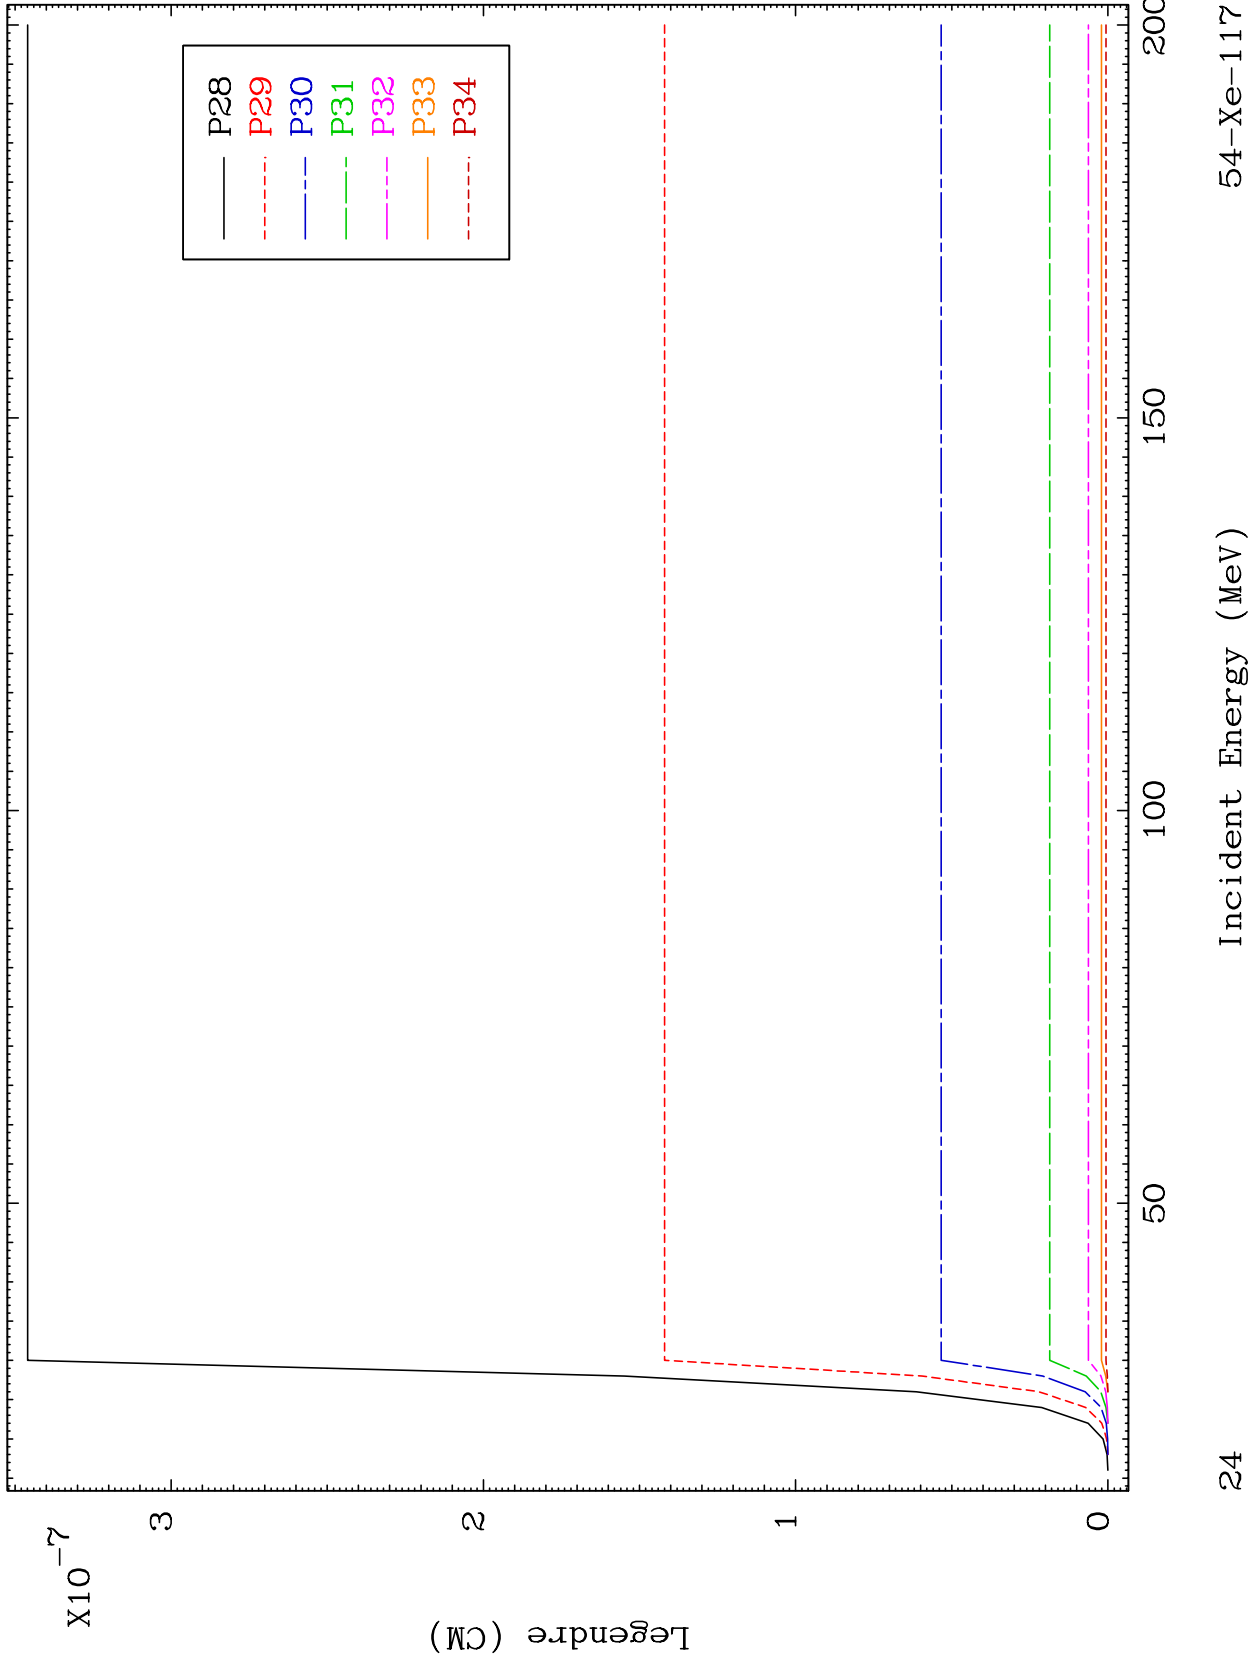 X10
-7
3
2
1
0
Legendre (CM)
P28
P29
P30
P31
P32
P33
P34
50
100
150
200
Incident Energy (MeV)
24
54-Xe-117